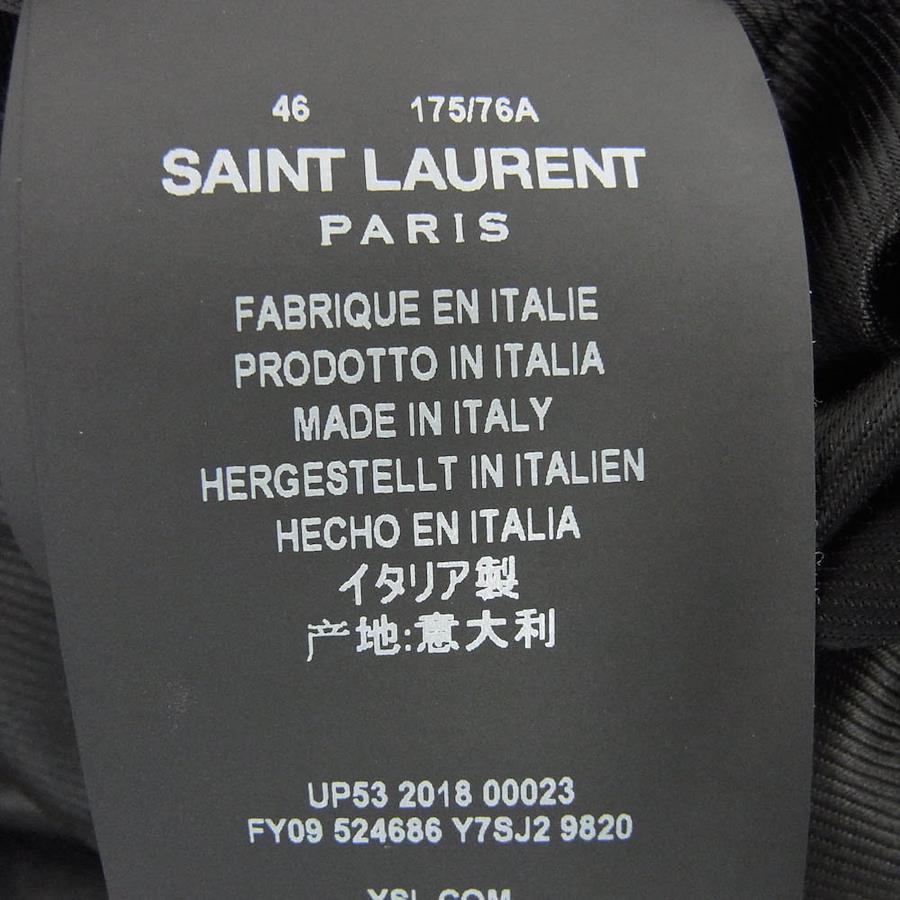 46 175/76A
SAINT LAURENT
PARIS
FABRIQUE EN ITALIE
PRODOTTO IN ITALIA
MADE IN ITALY
HERGESTELLT IN ITALIEN
HECHO EN ITALIA
イタリア製
产地:意大利
UP53 2018 00023
FY09 524686 Y7SJ2 9820
YSL.COM